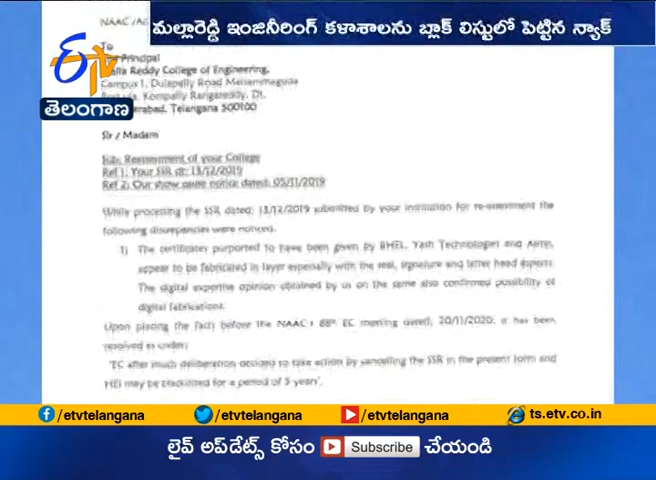 NAAC/AC
మల్లారెడ్డి ఇంజినీరింగ్ కళాశాలను బ్లాక్ లిస్టులో పెట్టిన న్యాక్
To
Principal
Malla Reddy College of Engineering,
Campus 1, Dulapally Road Maisammaguda
Kompally Rangareddy, Dt.
Telangana 500100
ETV
తెలంగాణ
Sir / Madam
Sub: Reassessment of your College
Ref 1: Your SSR dt: 13/12/2019
Ref 2: Our show cause notice dated: 05/11/2019
While processing the SSR dated: 13/12/2019 submitted by your institution for re-assessment the
following discrepancies were noticed.
1) The certificates purported to have been given by BHEL, Yash Technologies and Airtel,
appear to be fabricated in layer especially with the seal, signature and letter head aspects.
The digital expertise opinion obtained by us on the same also confirmed possibility of
digital fabrications.
Upon placing the fact before the NAAC's 88th EC meeting dated: 20/11/2020, it has been
resolved as under:
'EC after much deliberation decided to take action by cancelling the SSR in the present form and
HEI may be blacklisted for a period of 5 years'.
/etvtelangana /etvtelangana /etvtelangana ts.etv.co.in
లైవ్ అప్‌డేట్స్ కోసం Subscribe చేయండి